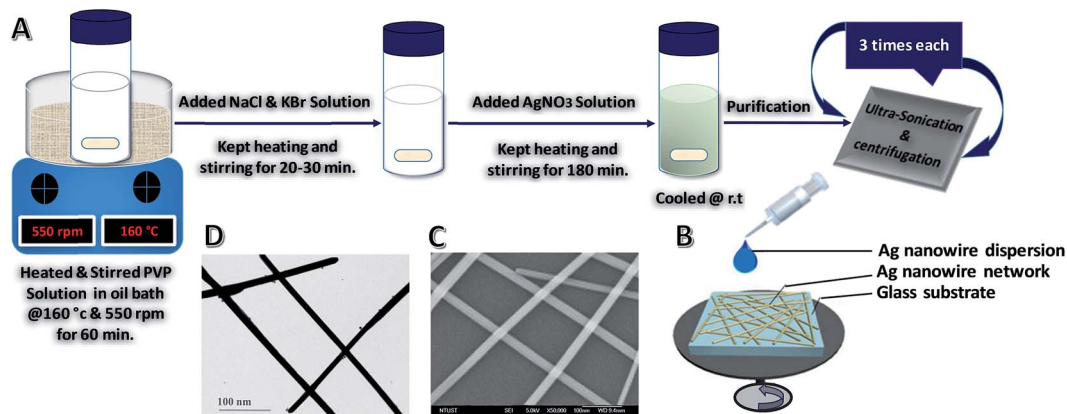 A
Added NaCl & KBr Solution
Kept heating and
stirring for 20-30 min.
Added AgNO₃ Solution
Kept heating and
stirring for 180 min.
Cooled @ r.t
Purification
3 times each
Ultra-Sonication
&
centrifugation
550 rpm
160 °C
Heated & Stirred PVP
Solution in oil bath
@160 °c & 550 rpm
for 60 min.
D
100 nm
C
NTUST SEI 5.0kV X50,000 100nm WD 9.4mm
B
Ag nanowire dispersion
Ag nanowire network
Glass substrate